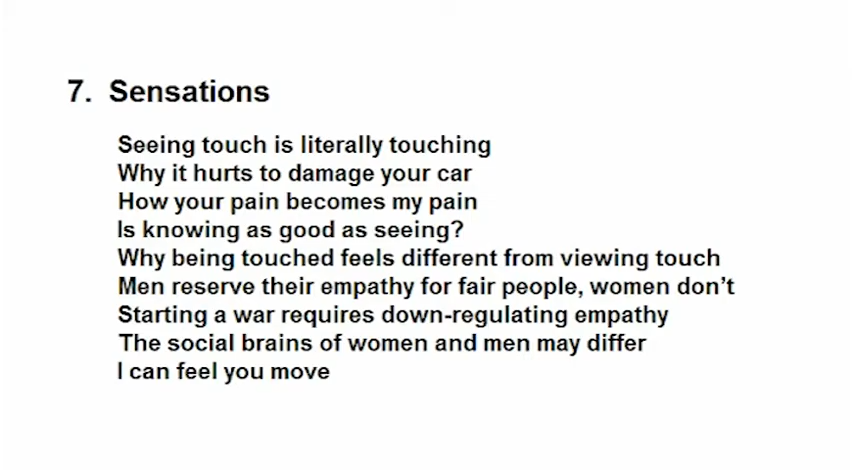 7. Sensations
Seeing touch is literally touching
Why it hurts to damage your car
How your pain becomes my pain
Is knowing as good as seeing?
Why being touched feels different from viewing touch
Men reserve their empathy for fair people, women don't
Starting a war requires down-regulating empathy
The social brains of women and men may differ
I can feel you move